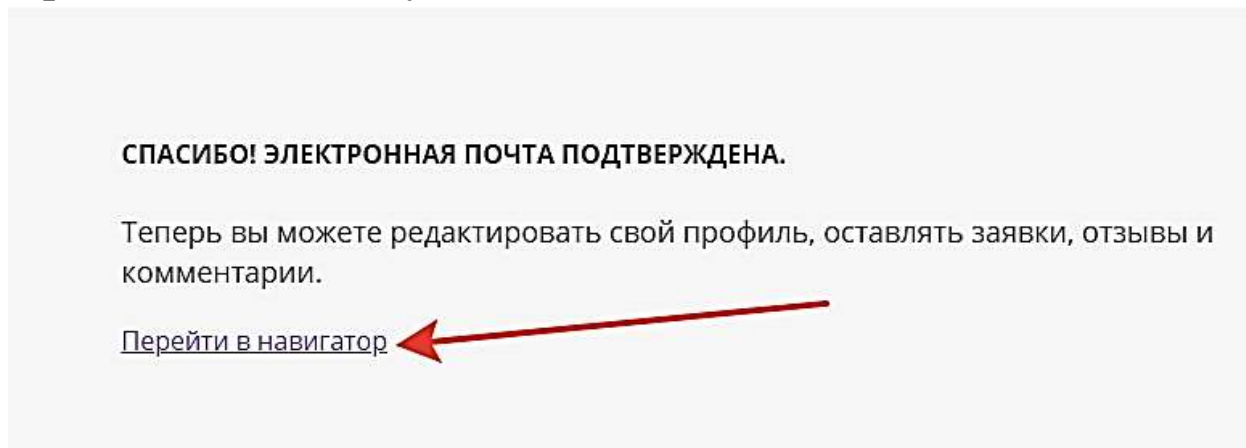 СПАСИБО! ЭЛЕКТРОННАЯ ПОЧТА ПОДТВЕРЖДЕНА.
Теперь вы можете редактировать свой профиль, оставлять заявки, отзывы и
комментарии.
Перейти в навигатор